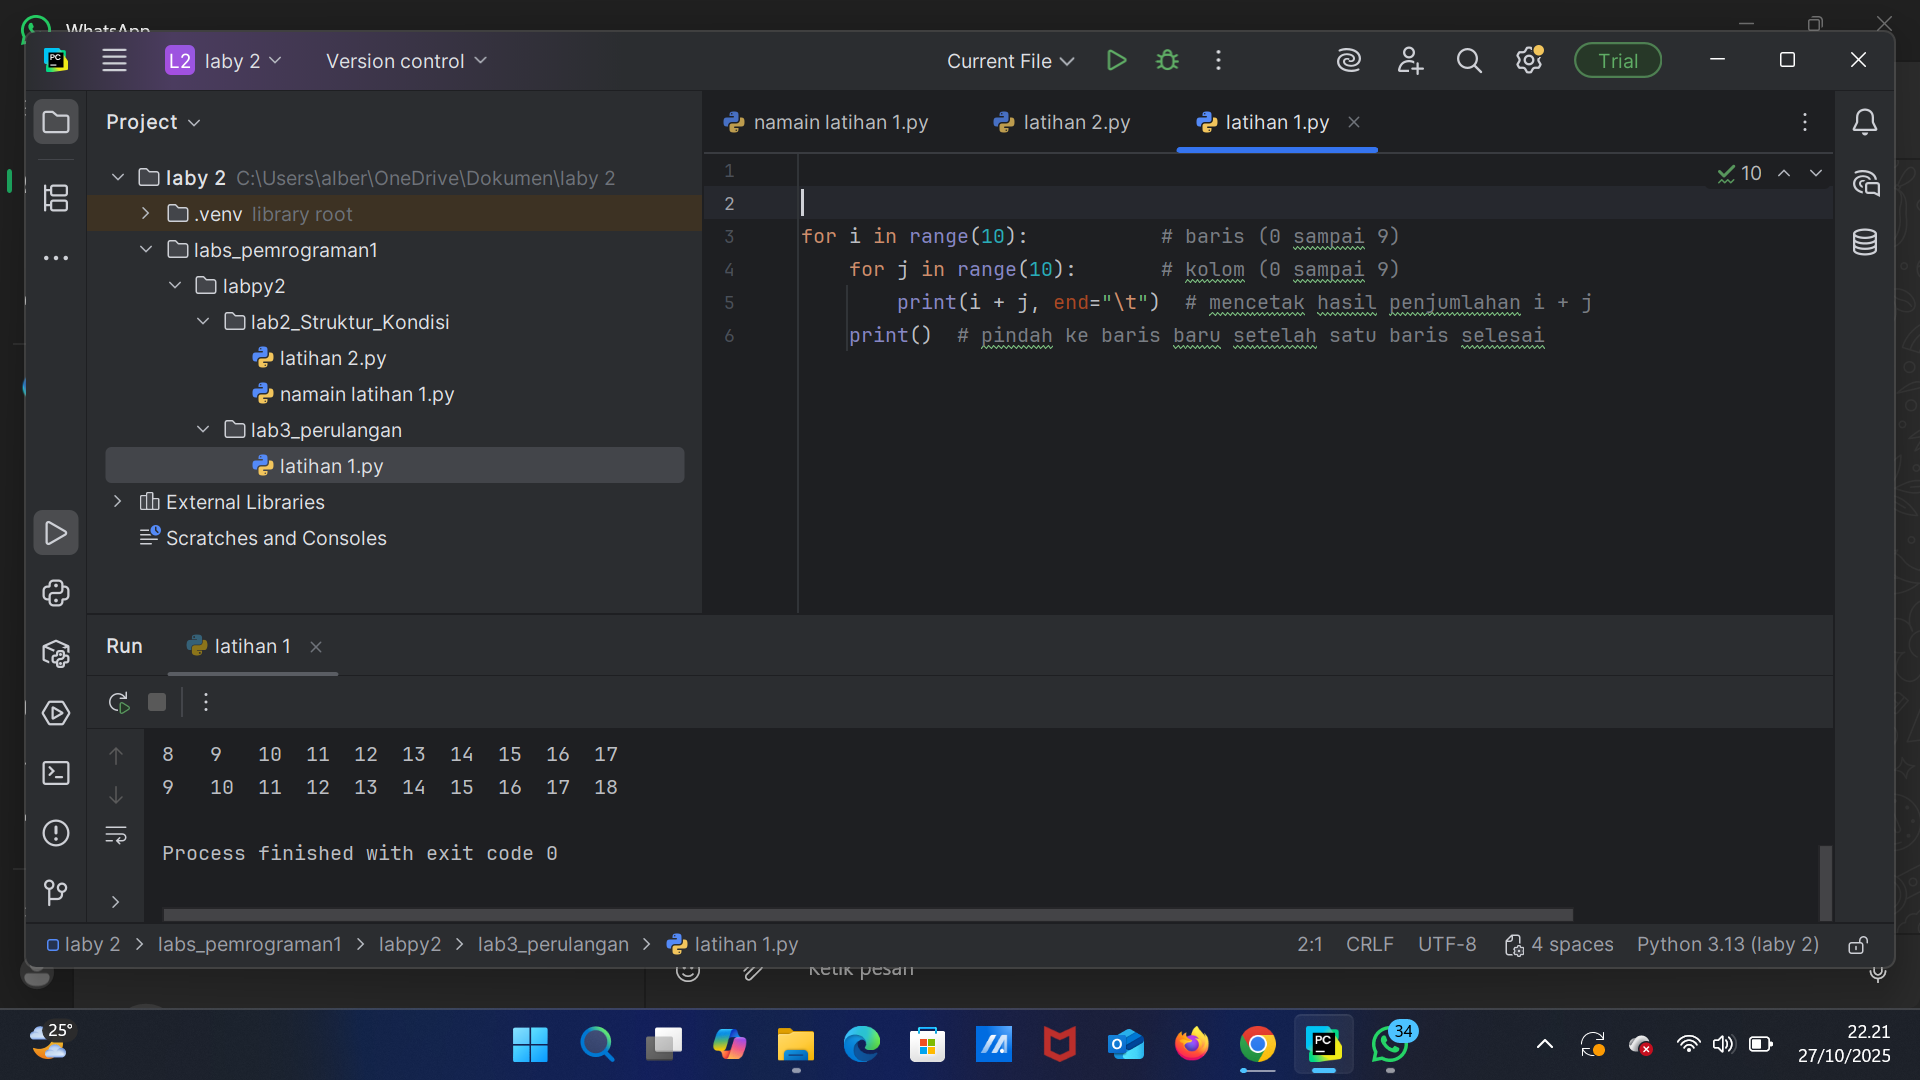 WhatsApp
L2 laby 2 Version control Current File Trial
Project
laby 2 C:\Users\alber\OneDrive\Dokumen\laby 2
.venv library root
labs_pemrograman1
labpy2
lab2_Struktur_Kondisi
latihan 2.py
namain latihan 1.py
lab3_perulangan
latihan 1.py
External Libraries
Scratches and Consoles
namain latihan 1.py latihan 2.py latihan 1.py
10
1
2
3 for i in range(10): # baris (0 sampai 9)
4 for j in range(10): # kolom (0 sampai 9)
5 print(i + j, end="\t") # mencetak hasil penjumlahan i + j
6 print() # pindah ke baris baru setelah satu baris selesai
Run latihan 1
8 9 10 11 12 13 14 15 16 17
9 10 11 12 13 14 15 16 17 18
Process finished with exit code 0
laby 2 > labs_pemrograman1 > labpy2 > lab3_perulangan > latihan 1.py 2:1 CRLF UTF-8 4 spaces Python 3.13 (laby 2)
Ketik pesan
25°
PC
34
22.21
27/10/2025